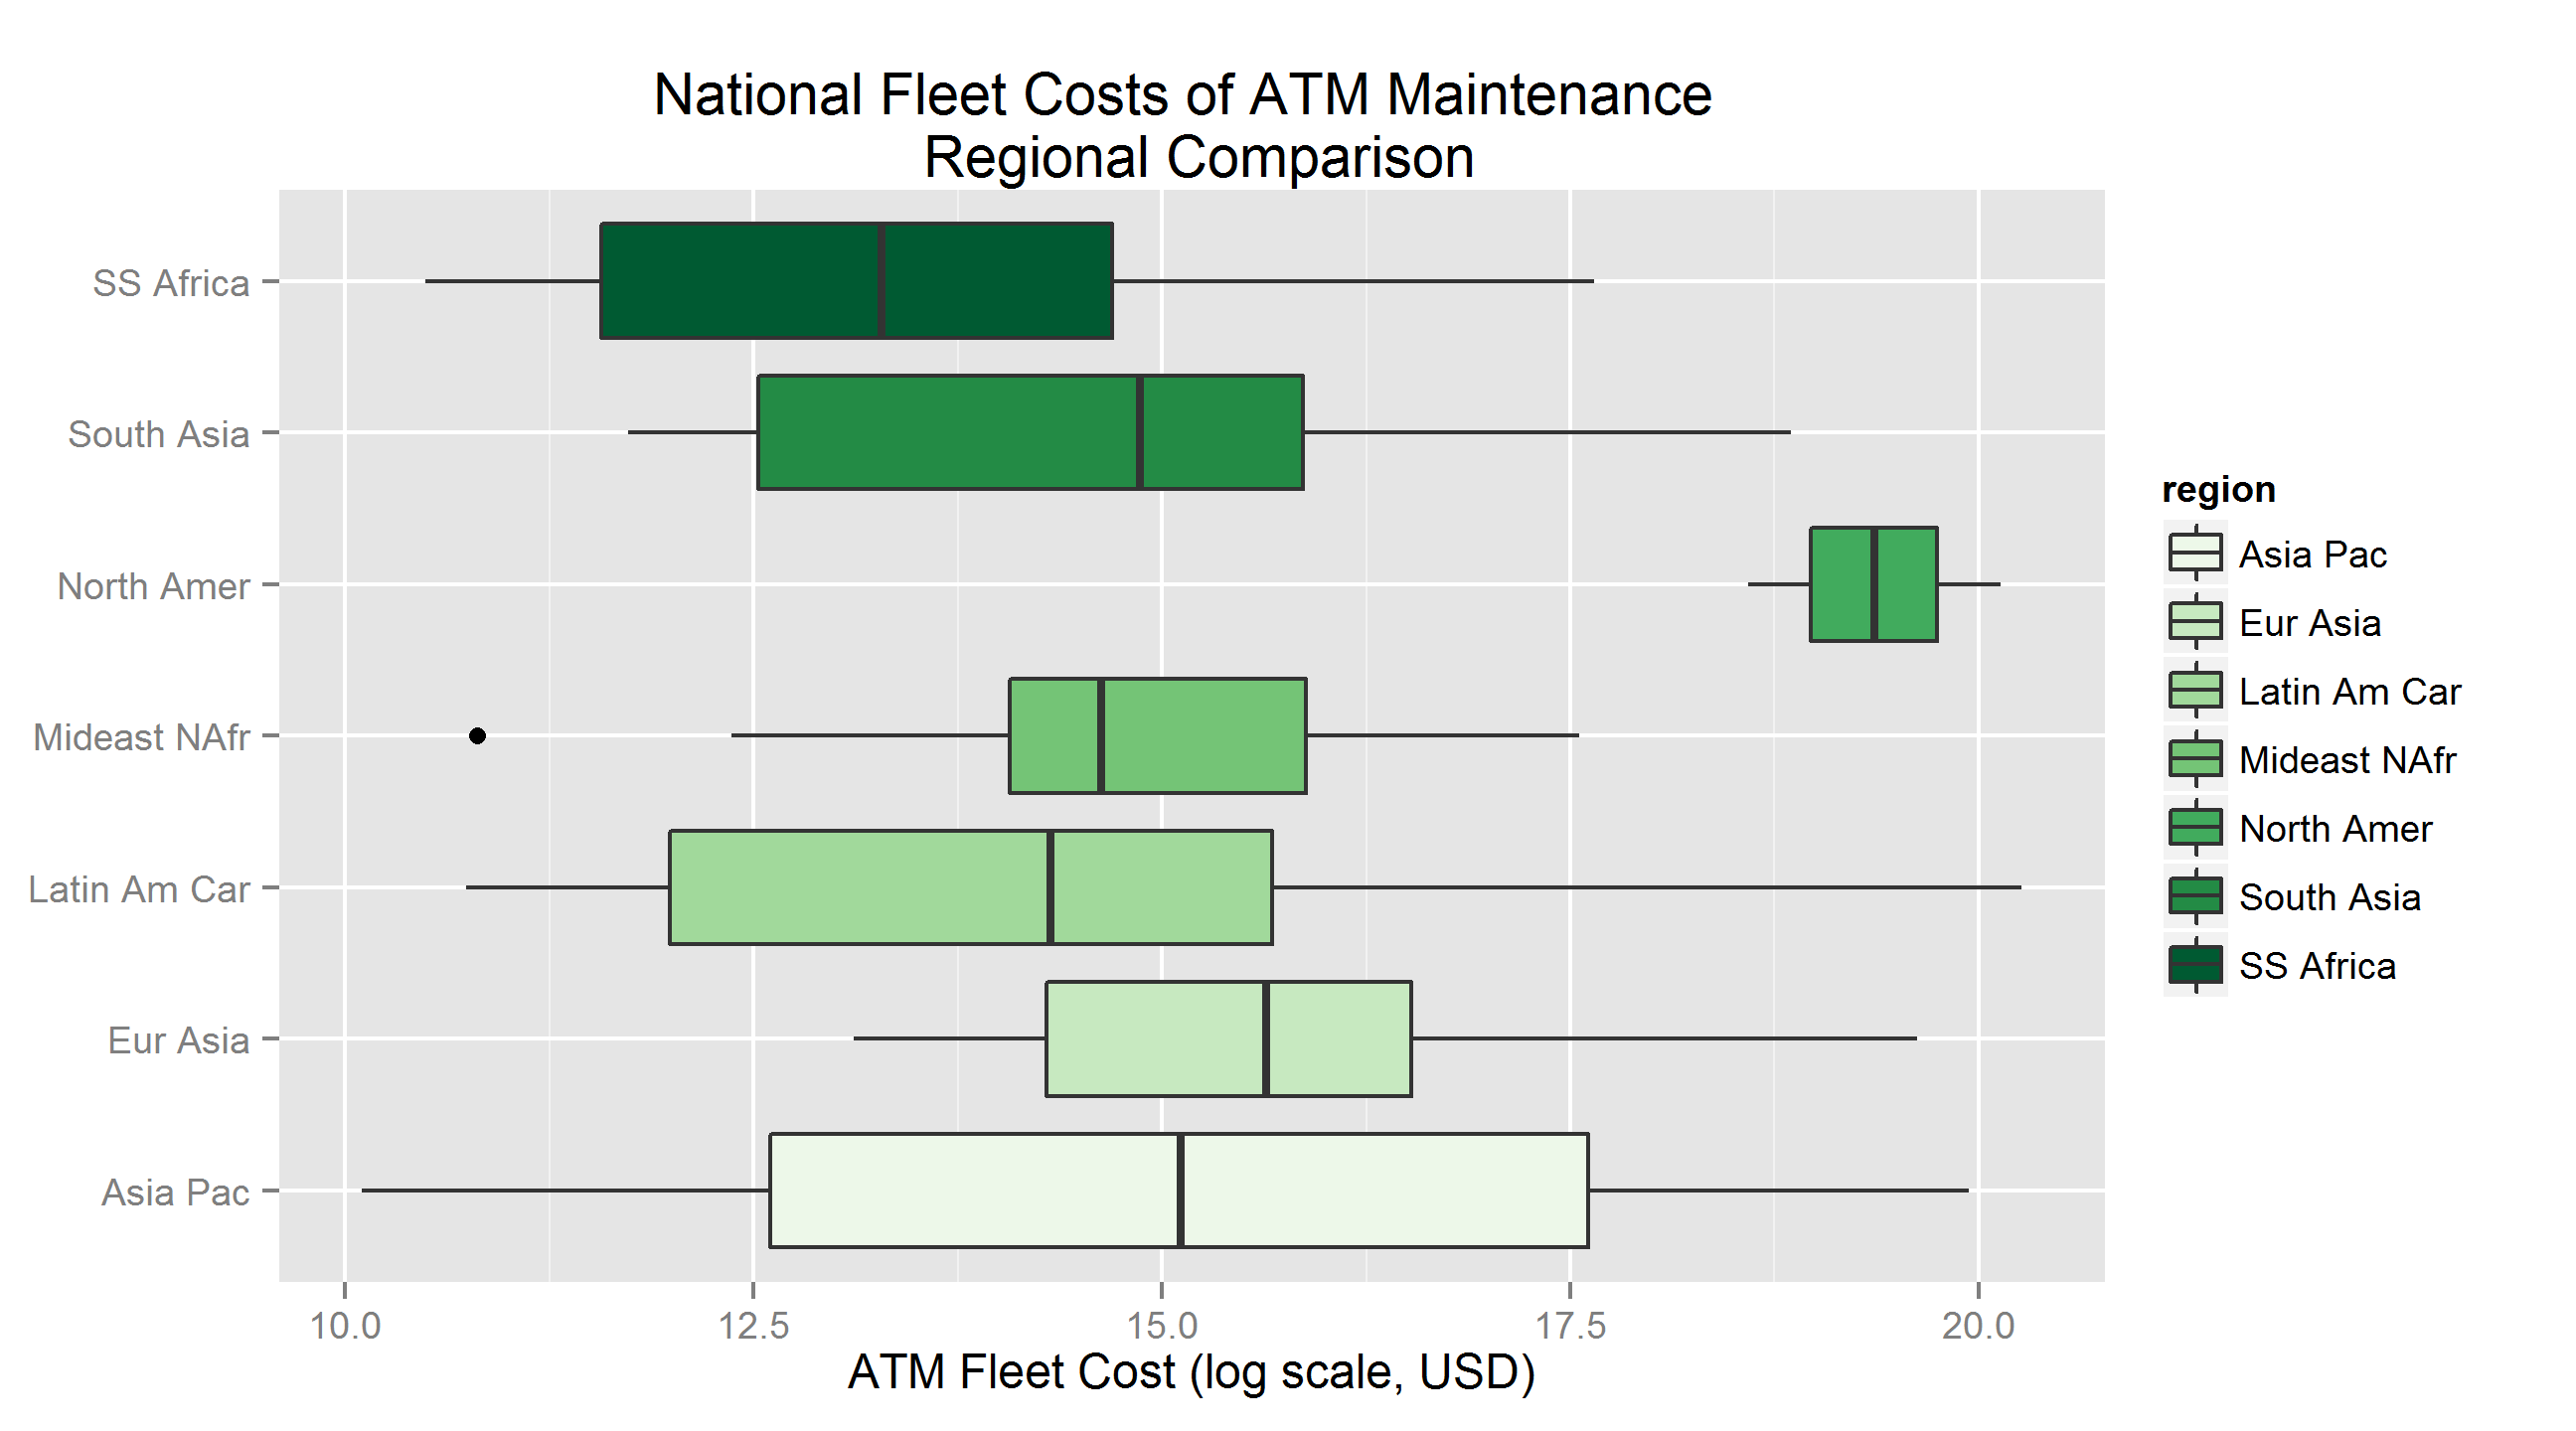 National Fleet Costs of ATM Maintenance
Regional Comparison
SS Africa
South Asia
North Amer
Mideast NAfr
Latin Am Car
Eur Asia
Asia Pac
10.0 12.5 15.0 17.5 20.0
ATM Fleet Cost (log scale, USD)
region
Asia Pac
Eur Asia
Latin Am Car
Mideast NAfr
North Amer
South Asia
SS Africa